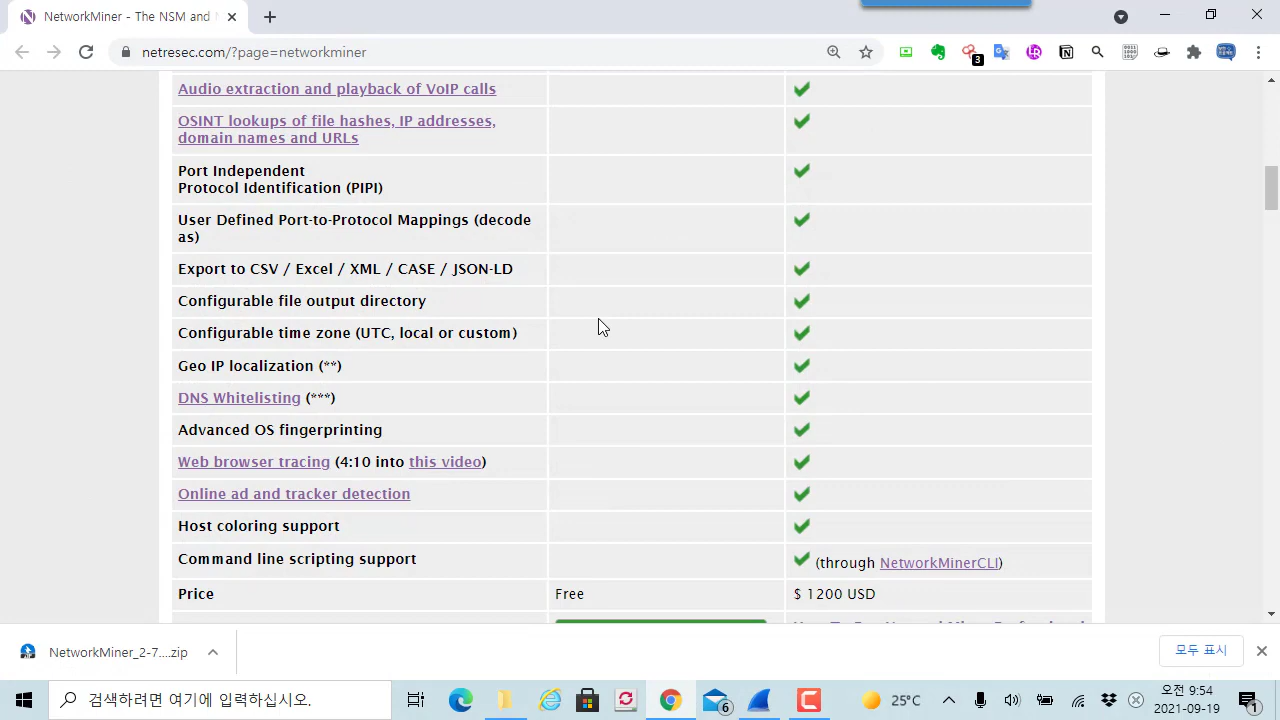 NetworkMiner - The NSM and
netresec.com/?page=networkminer
3
Audio extraction and playback of VoIP calls
OSINT lookups of file hashes, IP addresses,
domain names and URLs
Port Independent
Protocol Identification (PIPI)
User Defined Port-to-Protocol Mappings (decode
as)
Export to CSV / Excel / XML / CASE / JSON-LD
Configurable file output directory
Configurable time zone (UTC, local or custom)
Geo IP localization (**)
DNS Whitelisting (***)
Advanced OS fingerprinting
Web browser tracing (4:10 into this video)
Online ad and tracker detection
Host coloring support
Command line scripting support
(through NetworkMinerCLI)
Price
Free
$ 1200 USD
NetworkMiner_2-7....zip
모두 표시
검색하려면 여기에 입력하십시오.
6
25°C
오전 9:54
2021-09-19
1